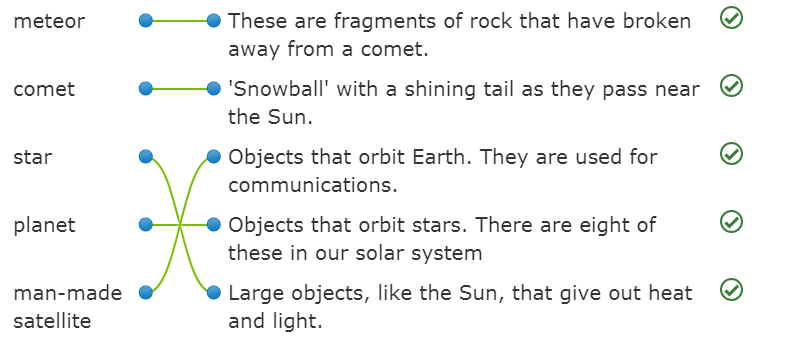 meteor These are fragments of rock that have broken
away from a comet.
comet 'Snowball' with a shining tail as they pass near
the Sun.
star Objects that orbit Earth. They are used for
communications.
planet Objects that orbit stars. There are eight of
these in our solar system
man-made Large objects, like the Sun, that give out heat
satellite and light.